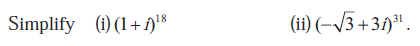 Simplify (i) (1 + i)¹⁸ (ii) (−√3 + 3i)³¹.